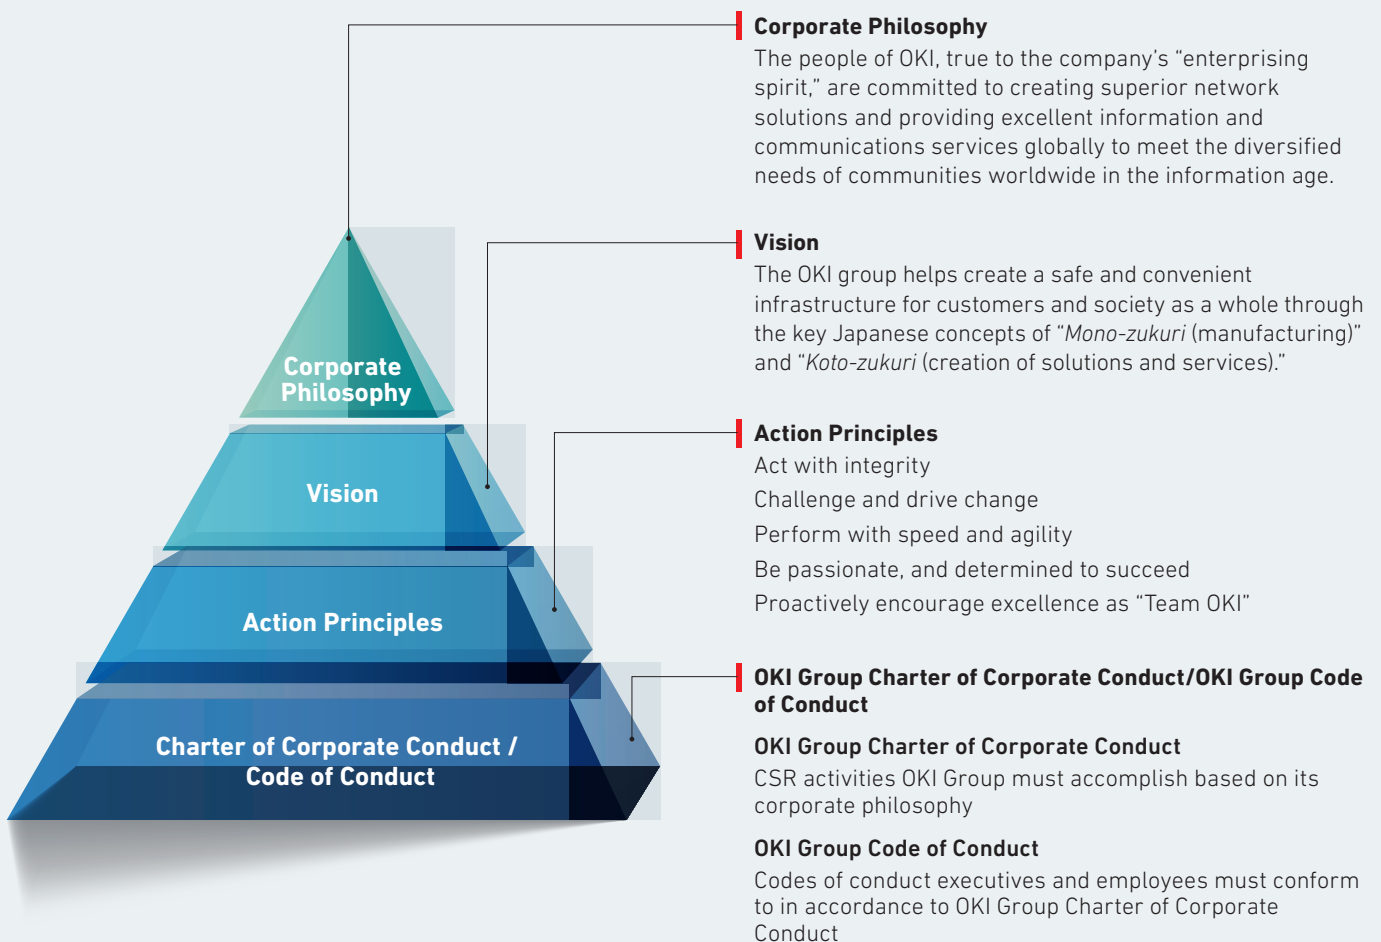 Corporate Philosophy
The people of OKI, true to the company’s “enterprising
spirit,” are committed to creating superior network
solutions and providing excellent information and
communications services globally to meet the diversified
needs of communities worldwide in the information age.
Vision
The OKI group helps create a safe and convenient
infrastructure for customers and society as a whole through
the key Japanese concepts of “Mono-zukuri (manufacturing)”
and “Koto-zukuri (creation of solutions and services).”
Action Principles
Act with integrity
Challenge and drive change
Perform with speed and agility
Be passionate, and determined to succeed
Proactively encourage excellence as “Team OKI”
OKI Group Charter of Corporate Conduct/OKI Group Code
of Conduct
OKI Group Charter of Corporate Conduct
CSR activities OKI Group must accomplish based on its
corporate philosophy
OKI Group Code of Conduct
Codes of conduct executives and employees must conform
to in accordance to OKI Group Charter of Corporate
Conduct
Corporate
Philosophy
Vision
Action Principles
Charter of Corporate Conduct /
Code of Conduct